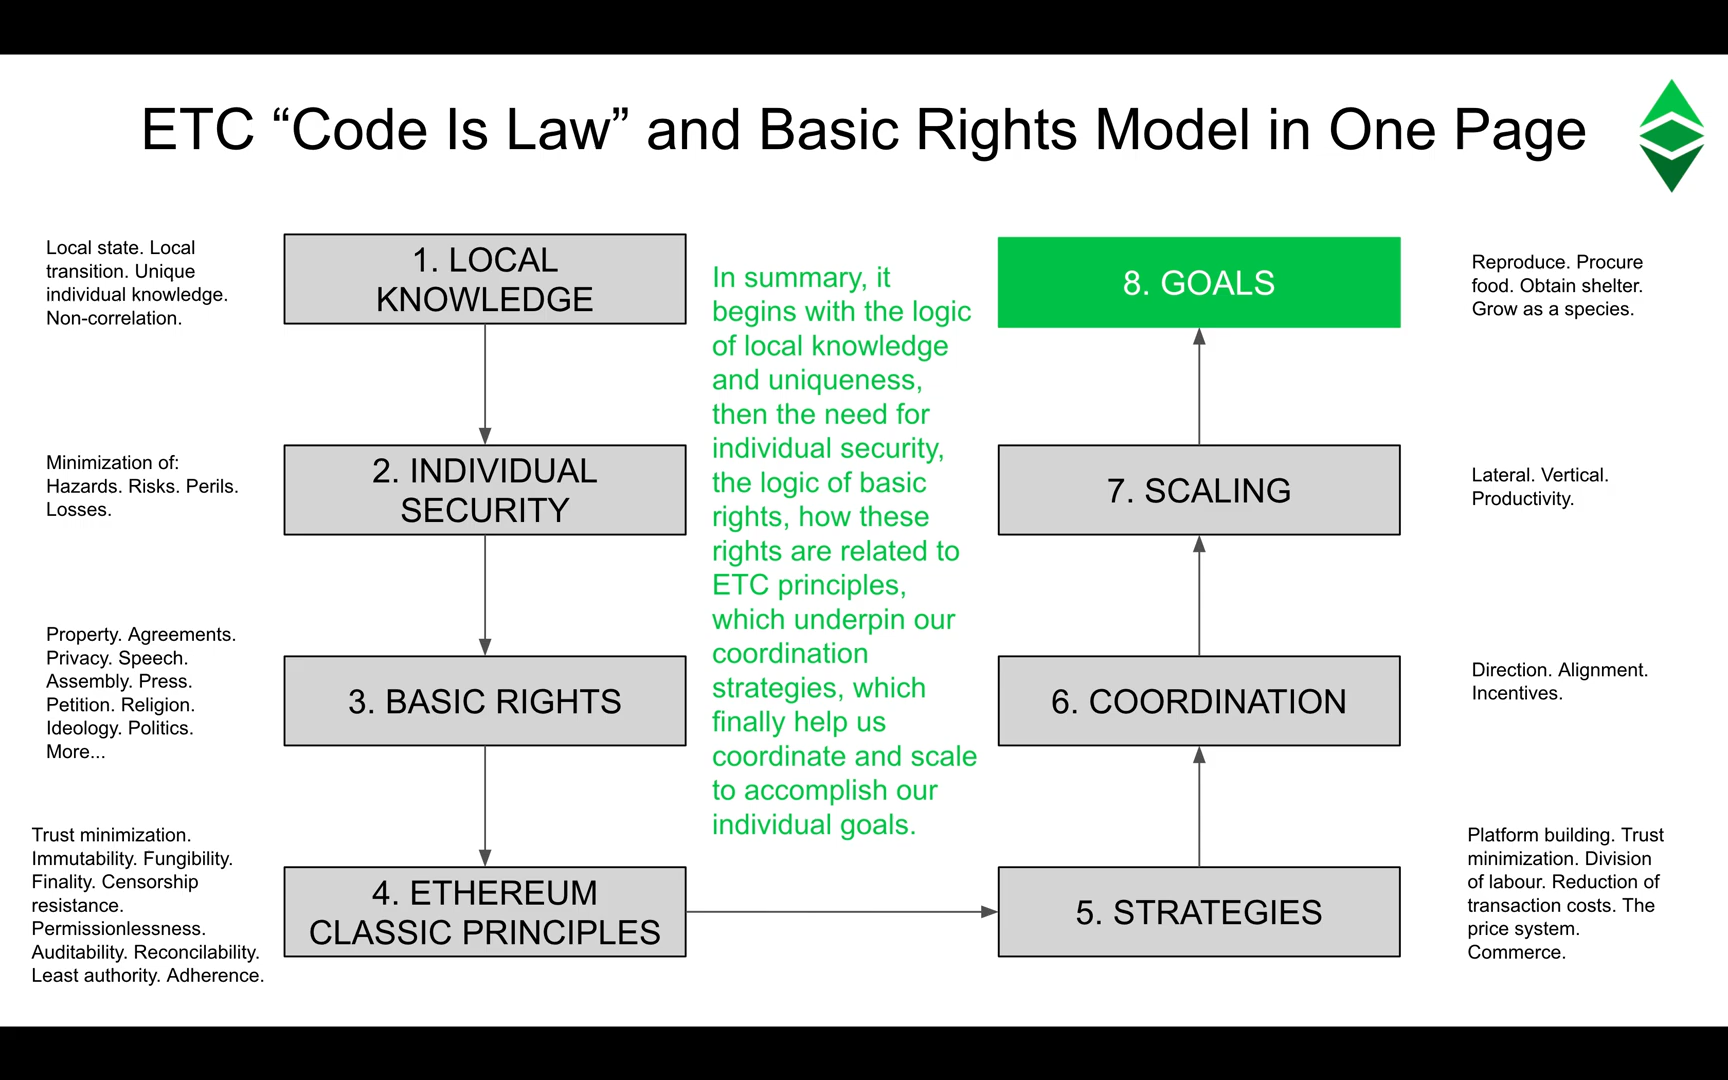 ETC “Code Is Law” and Basic Rights Model in One Page
Local state. Local
transition. Unique
individual knowledge.
Non-correlation.
1. LOCAL
KNOWLEDGE
Minimization of:
Hazards. Risks. Perils.
Losses.
2. INDIVIDUAL
SECURITY
Property. Agreements.
Privacy. Speech.
Assembly. Press.
Petition. Religion.
Ideology. Politics.
More...
3. BASIC RIGHTS
Trust minimization.
Immutability. Fungibility.
Finality. Censorship
resistance.
Permissionlessness.
Auditability. Reconcilability.
Least authority. Adherence.
4. ETHEREUM
CLASSIC PRINCIPLES
In summary, it
begins with the logic
of local knowledge
and uniqueness,
then the need for
individual security,
the logic of basic
rights, how these
rights are related to
ETC principles,
which underpin our
coordination
strategies, which
finally help us
coordinate and scale
to accomplish our
individual goals.
8. GOALS
Reproduce. Procure
food. Obtain shelter.
Grow as a species.
7. SCALING
Lateral. Vertical.
Productivity.
6. COORDINATION
Direction. Alignment.
Incentives.
5. STRATEGIES
Platform building. Trust
minimization. Division
of labour. Reduction of
transaction costs. The
price system.
Commerce.